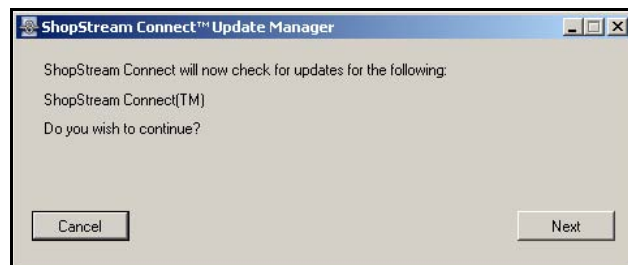 ShopStream Connect™ Update Manager
ShopStream Connect will now check for updates for the following:
ShopStream Connect(TM)
Do you wish to continue?
Cancel Next